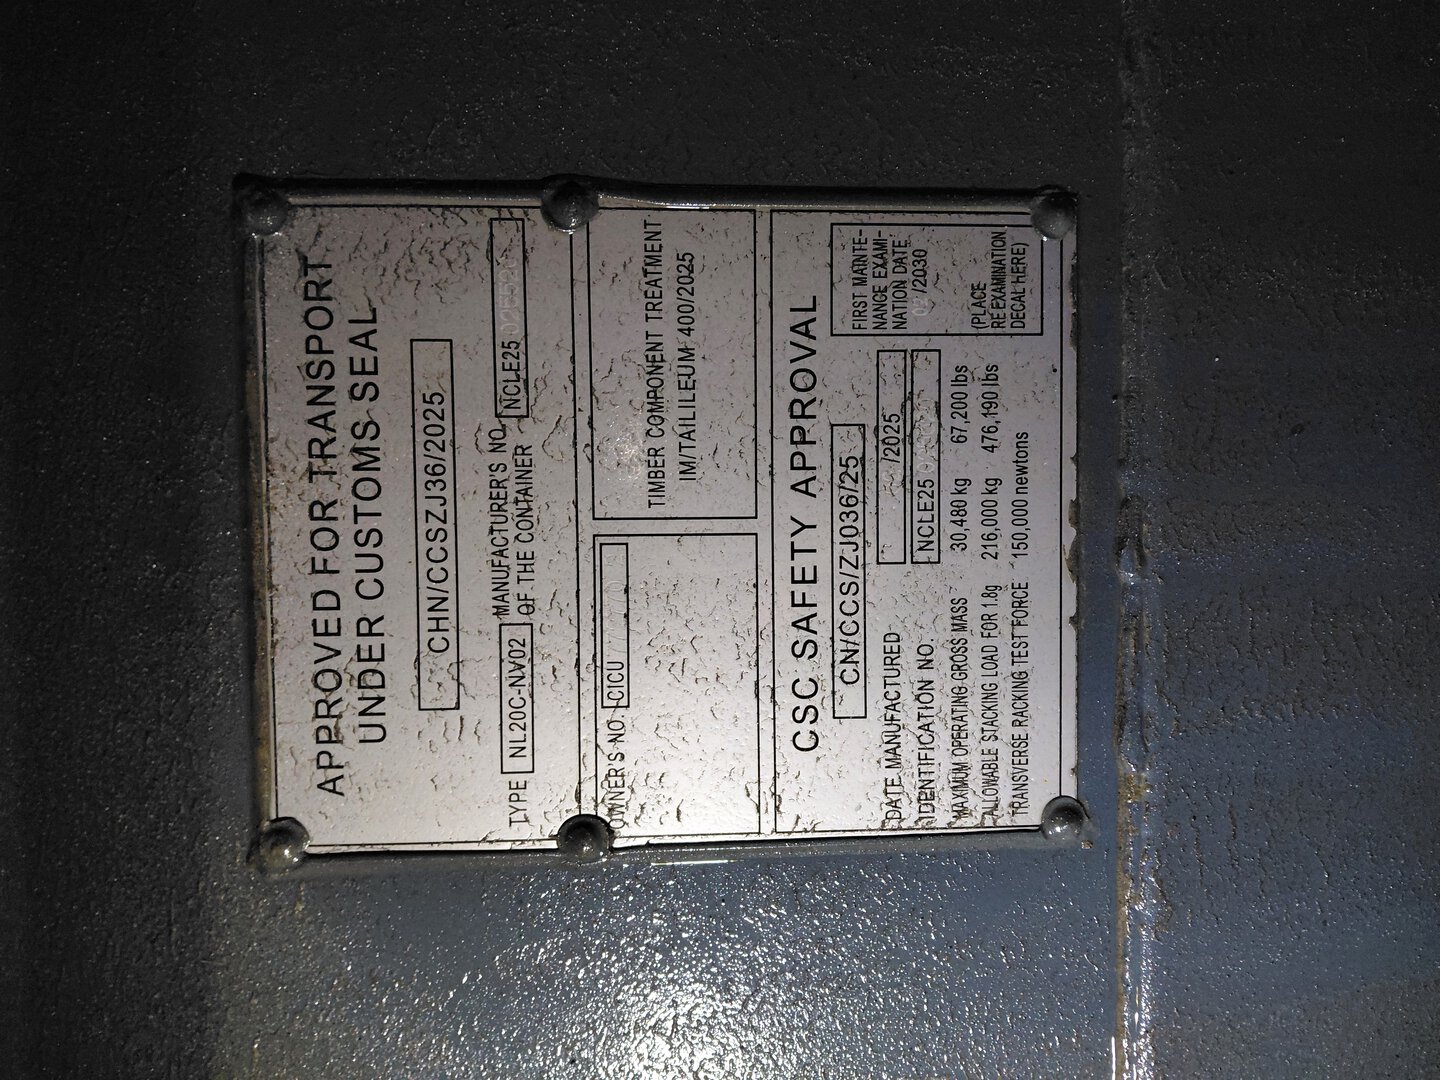 APPROVED FOR TRANSPORT
UNDER CUSTOMS SEAL
CHN/CCSZJ36/2025
TYPE NL20C-NW02 MANUFACTURER'S NO.
OF THE CONTAINER NCLE25
OWNER'S NO. CICU
TIMBER COMPONENT TREATMENT
IM/TAILILEUM 400/2025
CSC SAFETY APPROVAL
CN/CCS/ZJ036/25
DATE MANUFACTURED /2025
IDENTIFICATION NO. NCLE25
MAXIMUM OPERATING GROSS MASS 30,480 kg 67,200 lbs
ALLOWABLE STACKING LOAD FOR 1.8g 216,000 kg 476,190 lbs
TRANSVERSE RACKING TEST FORCE 150,000 newtons
FIRST MAINTE-
NANCE EXAMI-
NATION DATE
/2030
(PLACE
REEXAMINATION
DECAL HERE)